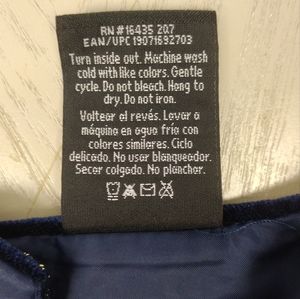 RN #16435 207
EAN/UPC 19071692703
Turn inside out. Machine wash
cold with like colors. Gentle
cycle. Do not bleach. Hang to
dry. Do not iron.
Voltear al revés. Lavar a
máquina en agua fría con
colores similares. Ciclo
delicado. No usar blanqueador.
Secar colgado. No planchar.